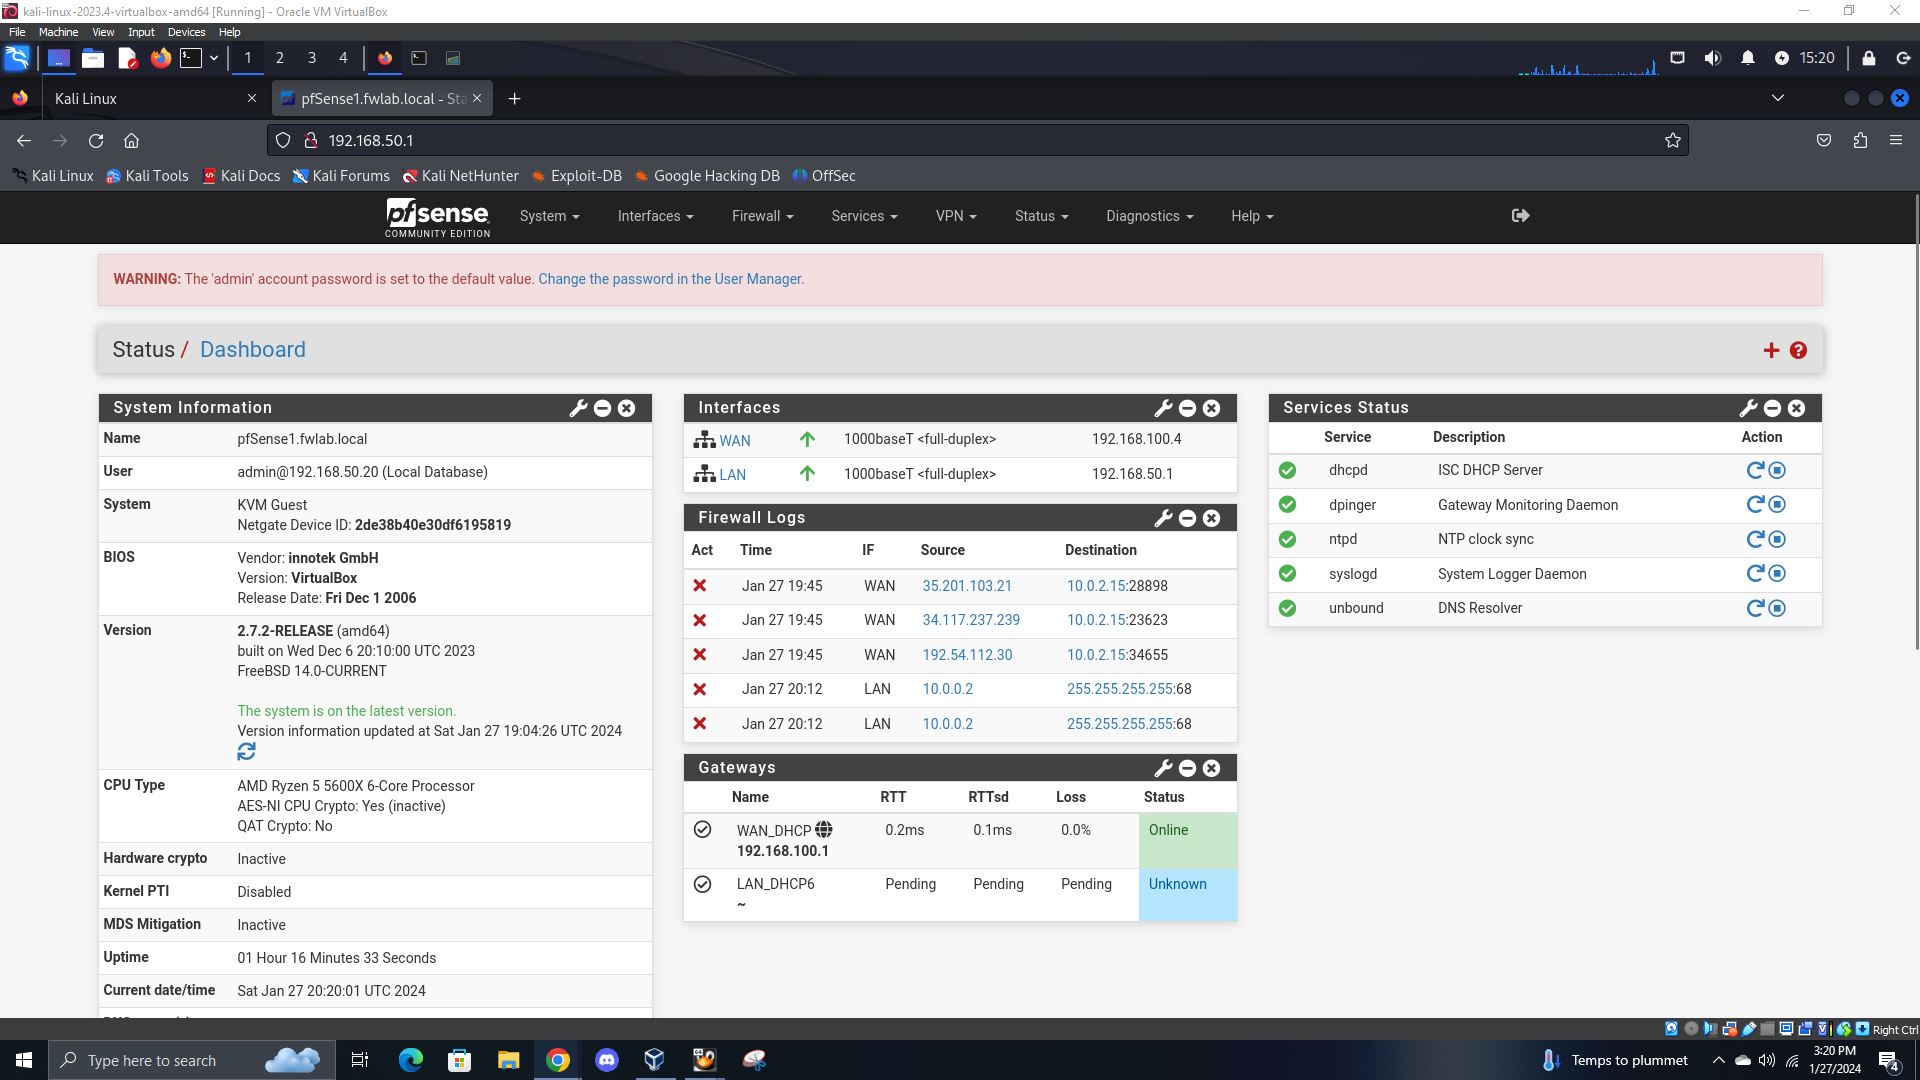 kali-linux-2023.4-virtualbox-amd64 [Running] - Oracle VM VirtualBox
File Machine View Input Devices Help
1 2 3 4 15:20
Kali Linux
pfSense1.fwlab.local - Sta
192.168.50.1
Kali Linux Kali Tools Kali Docs Kali Forums Kali NetHunter Exploit-DB Google Hacking DB OffSec
pfsense
COMMUNITY EDITION
System Interfaces Firewall Services VPN Status Diagnostics Help
WARNING: The 'admin' account password is set to the default value. Change the password in the User Manager.
Status / Dashboard
System Information
Name pfSense1.fwlab.local
User admin@192.168.50.20 (Local Database)
System KVM Guest
Netgate Device ID: 2de38b40e30df6195819
BIOS Vendor: innotek GmbH
Version: VirtualBox
Release Date: Fri Dec 1 2006
Version 2.7.2-RELEASE (amd64)
built on Wed Dec 6 20:10:00 UTC 2023
FreeBSD 14.0-CURRENT
The system is on the latest version.
Version information updated at Sat Jan 27 19:04:26 UTC 2024
CPU Type AMD Ryzen 5 5600X 6-Core Processor
AES-NI CPU Crypto: Yes (inactive)
QAT Crypto: No
Hardware crypto Inactive
Kernel PTI Disabled
MDS Mitigation Inactive
Uptime 01 Hour 16 Minutes 33 Seconds
Current date/time Sat Jan 27 20:20:01 UTC 2024
Interfaces
WAN 1000baseT <full-duplex> 192.168.100.4
LAN 1000baseT <full-duplex> 192.168.50.1
Firewall Logs
Act Time IF Source Destination
Jan 27 19:45 WAN 35.201.103.21 10.0.2.15:28898
Jan 27 19:45 WAN 34.117.237.239 10.0.2.15:23623
Jan 27 19:45 WAN 192.54.112.30 10.0.2.15:34655
Jan 27 20:12 LAN 10.0.0.2 255.255.255.255:68
Jan 27 20:12 LAN 10.0.0.2 255.255.255.255:68
Gateways
Name RTT RTTsd Loss Status
WAN_DHCP 0.2ms 0.1ms 0.0% Online
192.168.100.1
LAN_DHCP6 Pending Pending Pending Unknown
~
Services Status
Service Description Action
dhcpd ISC DHCP Server
dpinger Gateway Monitoring Daemon
ntpd NTP clock sync
syslogd System Logger Daemon
unbound DNS Resolver
Right Ctrl
Type here to search
Temps to plummet
3:20 PM
1/27/2024
4